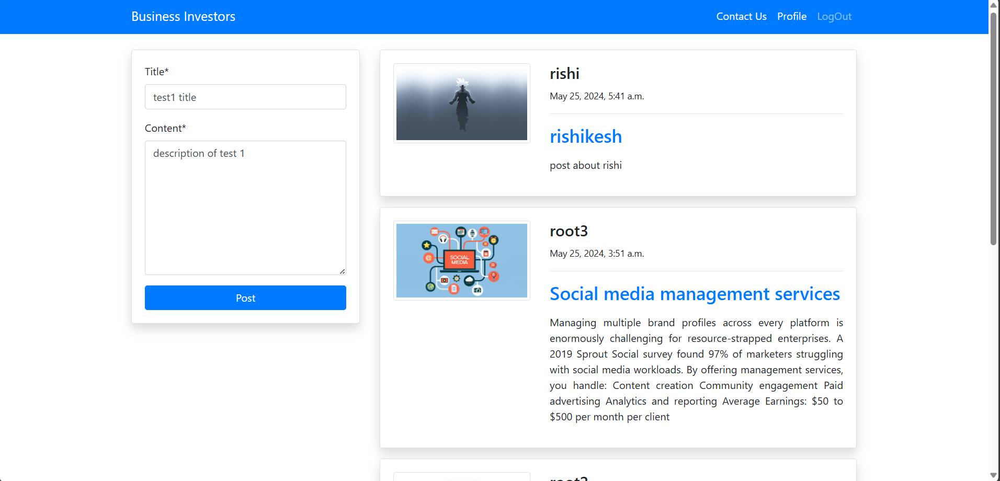 Business Investors
Contact Us Profile LogOut
Title*
test1 title
Content*
description of test 1
Post
rishi
May 25, 2024, 5:41 a.m.
rishikesh
post about rishi
SOCIAL
MEDIA
root3
May 25, 2024, 3:51 a.m.
Social media management services
Managing multiple brand profiles across every platform is
enormously challenging for resource-strapped enterprises. A
2019 Sprout Social survey found 97% of marketers struggling
with social media workloads. By offering management services,
you handle: Content creation Community engagement Paid
advertising Analytics and reporting Average Earnings: $50 to
$500 per month per client